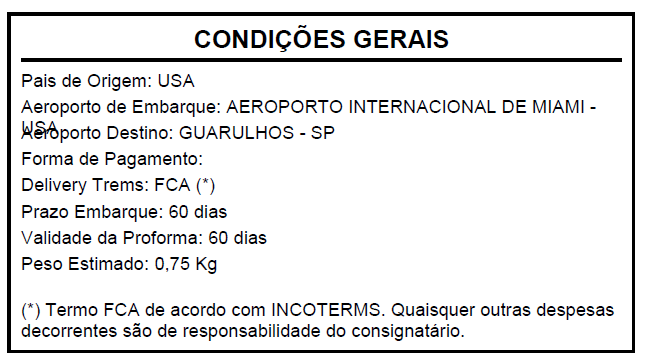 CONDIÇÕES GERAIS
Pais de Origem: USA
Aeroporto de Embarque: AEROPORTO INTERNACIONAL DE MIAMI -
USA
Aeroporto Destino: GUARULHOS - SP
Forma de Pagamento:
Delivery Trems: FCA (*)
Prazo Embarque: 60 dias
Validade da Proforma: 60 dias
Peso Estimado: 0,75 Kg
(*) Termo FCA de acordo com INCOTERMS. Quaisquer outras despesas
decorrentes são de responsabilidade do consignatário.